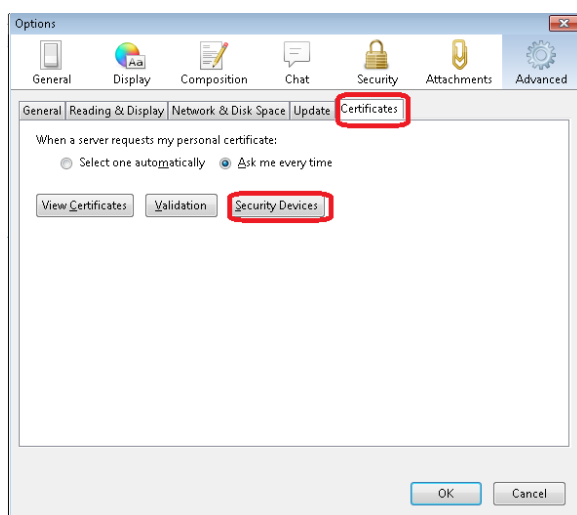 Options
Aa
General Display Composition Chat Security Attachments Advanced
General Reading & Display Network & Disk Space Update Certificates
When a server requests my personal certificate:
Select one automatically Ask me every time
View Certificates Validation Security Devices
OK Cancel